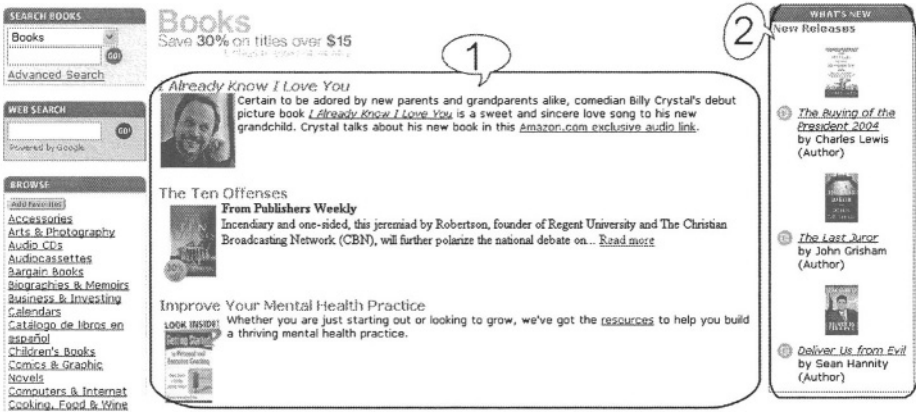 SEARCH BOOKS
Books
GO!
Advanced Search
WEB SEARCH
GO!
Powered by Google
BROWSE
Add Favorites
Accessories
Arts & Photography
Audio CDs
Audiocassettes
Bargain Books
Biographies & Memoirs
Business & Investing
Calendars
Catálogo de libros en
español
Children's Books
Comics & Graphic
Novels
Computers & Internet
Cooking, Food & Wine
Books
Save 30% on titles over $15
1
I Already Know I Love You
Certain to be adored by new parents and grandparents alike, comedian Billy Crystal's debut
picture book I Already Know I Love You is a sweet and sincere love song to his new
grandchild. Crystal talks about his new book in this Amazon.com exclusive audio link.
The Ten Offenses
From Publishers Weekly
Incendiary and one-sided, this jeremiad by Robertson, founder of Regent University and The Christian
Broadcasting Network (CBN), will further polarize the national debate on... Read more
30%
Improve Your Mental Health Practice
LOOK INSIDE!
Getting Started
Whether you are just starting out or looking to grow, we've got the resources to help you build
a thriving mental health practice.
2
WHAT'S NEW
New Releases
The Buying of the
President 2004
by Charles Lewis
(Author)
The Last Juror
by John Grisham
(Author)
Deliver Us from Evil
by Sean Hannity
(Author)